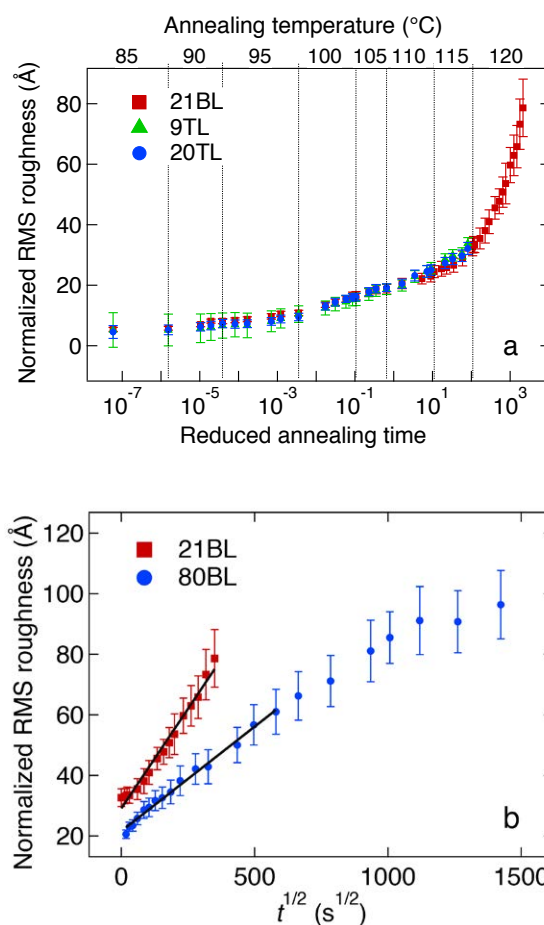 Annealing temperature (°C)
85 90 95 100 105 110 115 120
Normalized RMS roughness (Å)
80
60
40
20
0
21BL
9TL
20TL
a
10⁻⁷ 10⁻⁵ 10⁻³ 10⁻¹ 10¹ 10³
Reduced annealing time
Normalized RMS roughness (Å)
120
100
80
60
40
20
21BL
80BL
b
0 500 1000 1500
t¹/² (s¹/²)